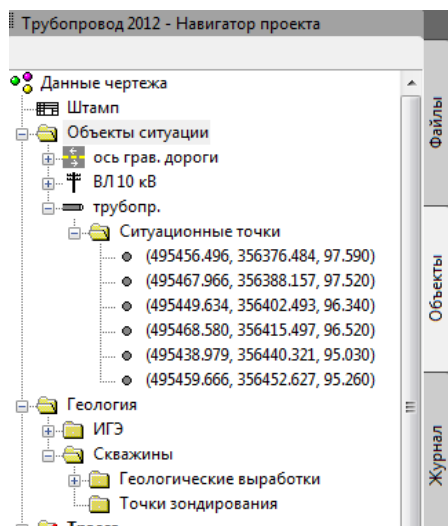 Трубопровод 2012 - Навигатор проекта
Данные чертежа
Штамп
Объекты ситуации
ось грав. дороги
ВЛ 10 кВ
трубопр.
Ситуационные точки
(495456.496, 356376.484, 97.590)
(495467.966, 356388.157, 97.520)
(495449.634, 356402.493, 96.340)
(495468.580, 356415.497, 96.520)
(495438.979, 356440.321, 95.030)
(495459.666, 356452.627, 95.260)
Геология
ИГЭ
Скважины
Геологические выработки
Точки зондирования
Файлы
Объекты
Журнал